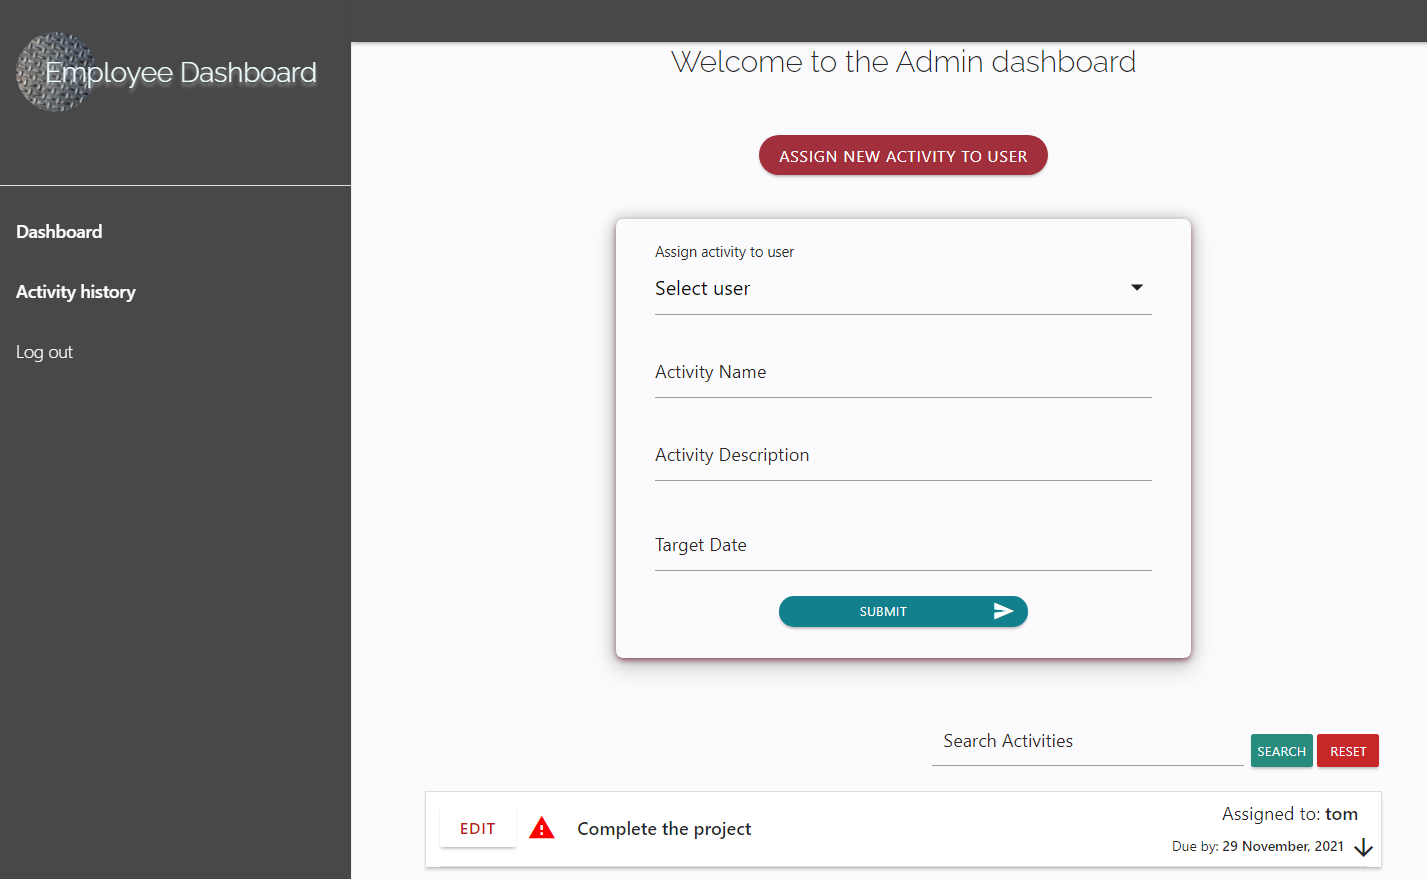 Employee Dashboard
Dashboard
Activity history
Log out
Welcome to the Admin dashboard
ASSIGN NEW ACTIVITY TO USER
Assign activity to user
Select user
Activity Name
Activity Description
Target Date
SUBMIT
Search Activities
SEARCH
RESET
EDIT
Complete the project
Assigned to: tom
Due by: 29 November, 2021